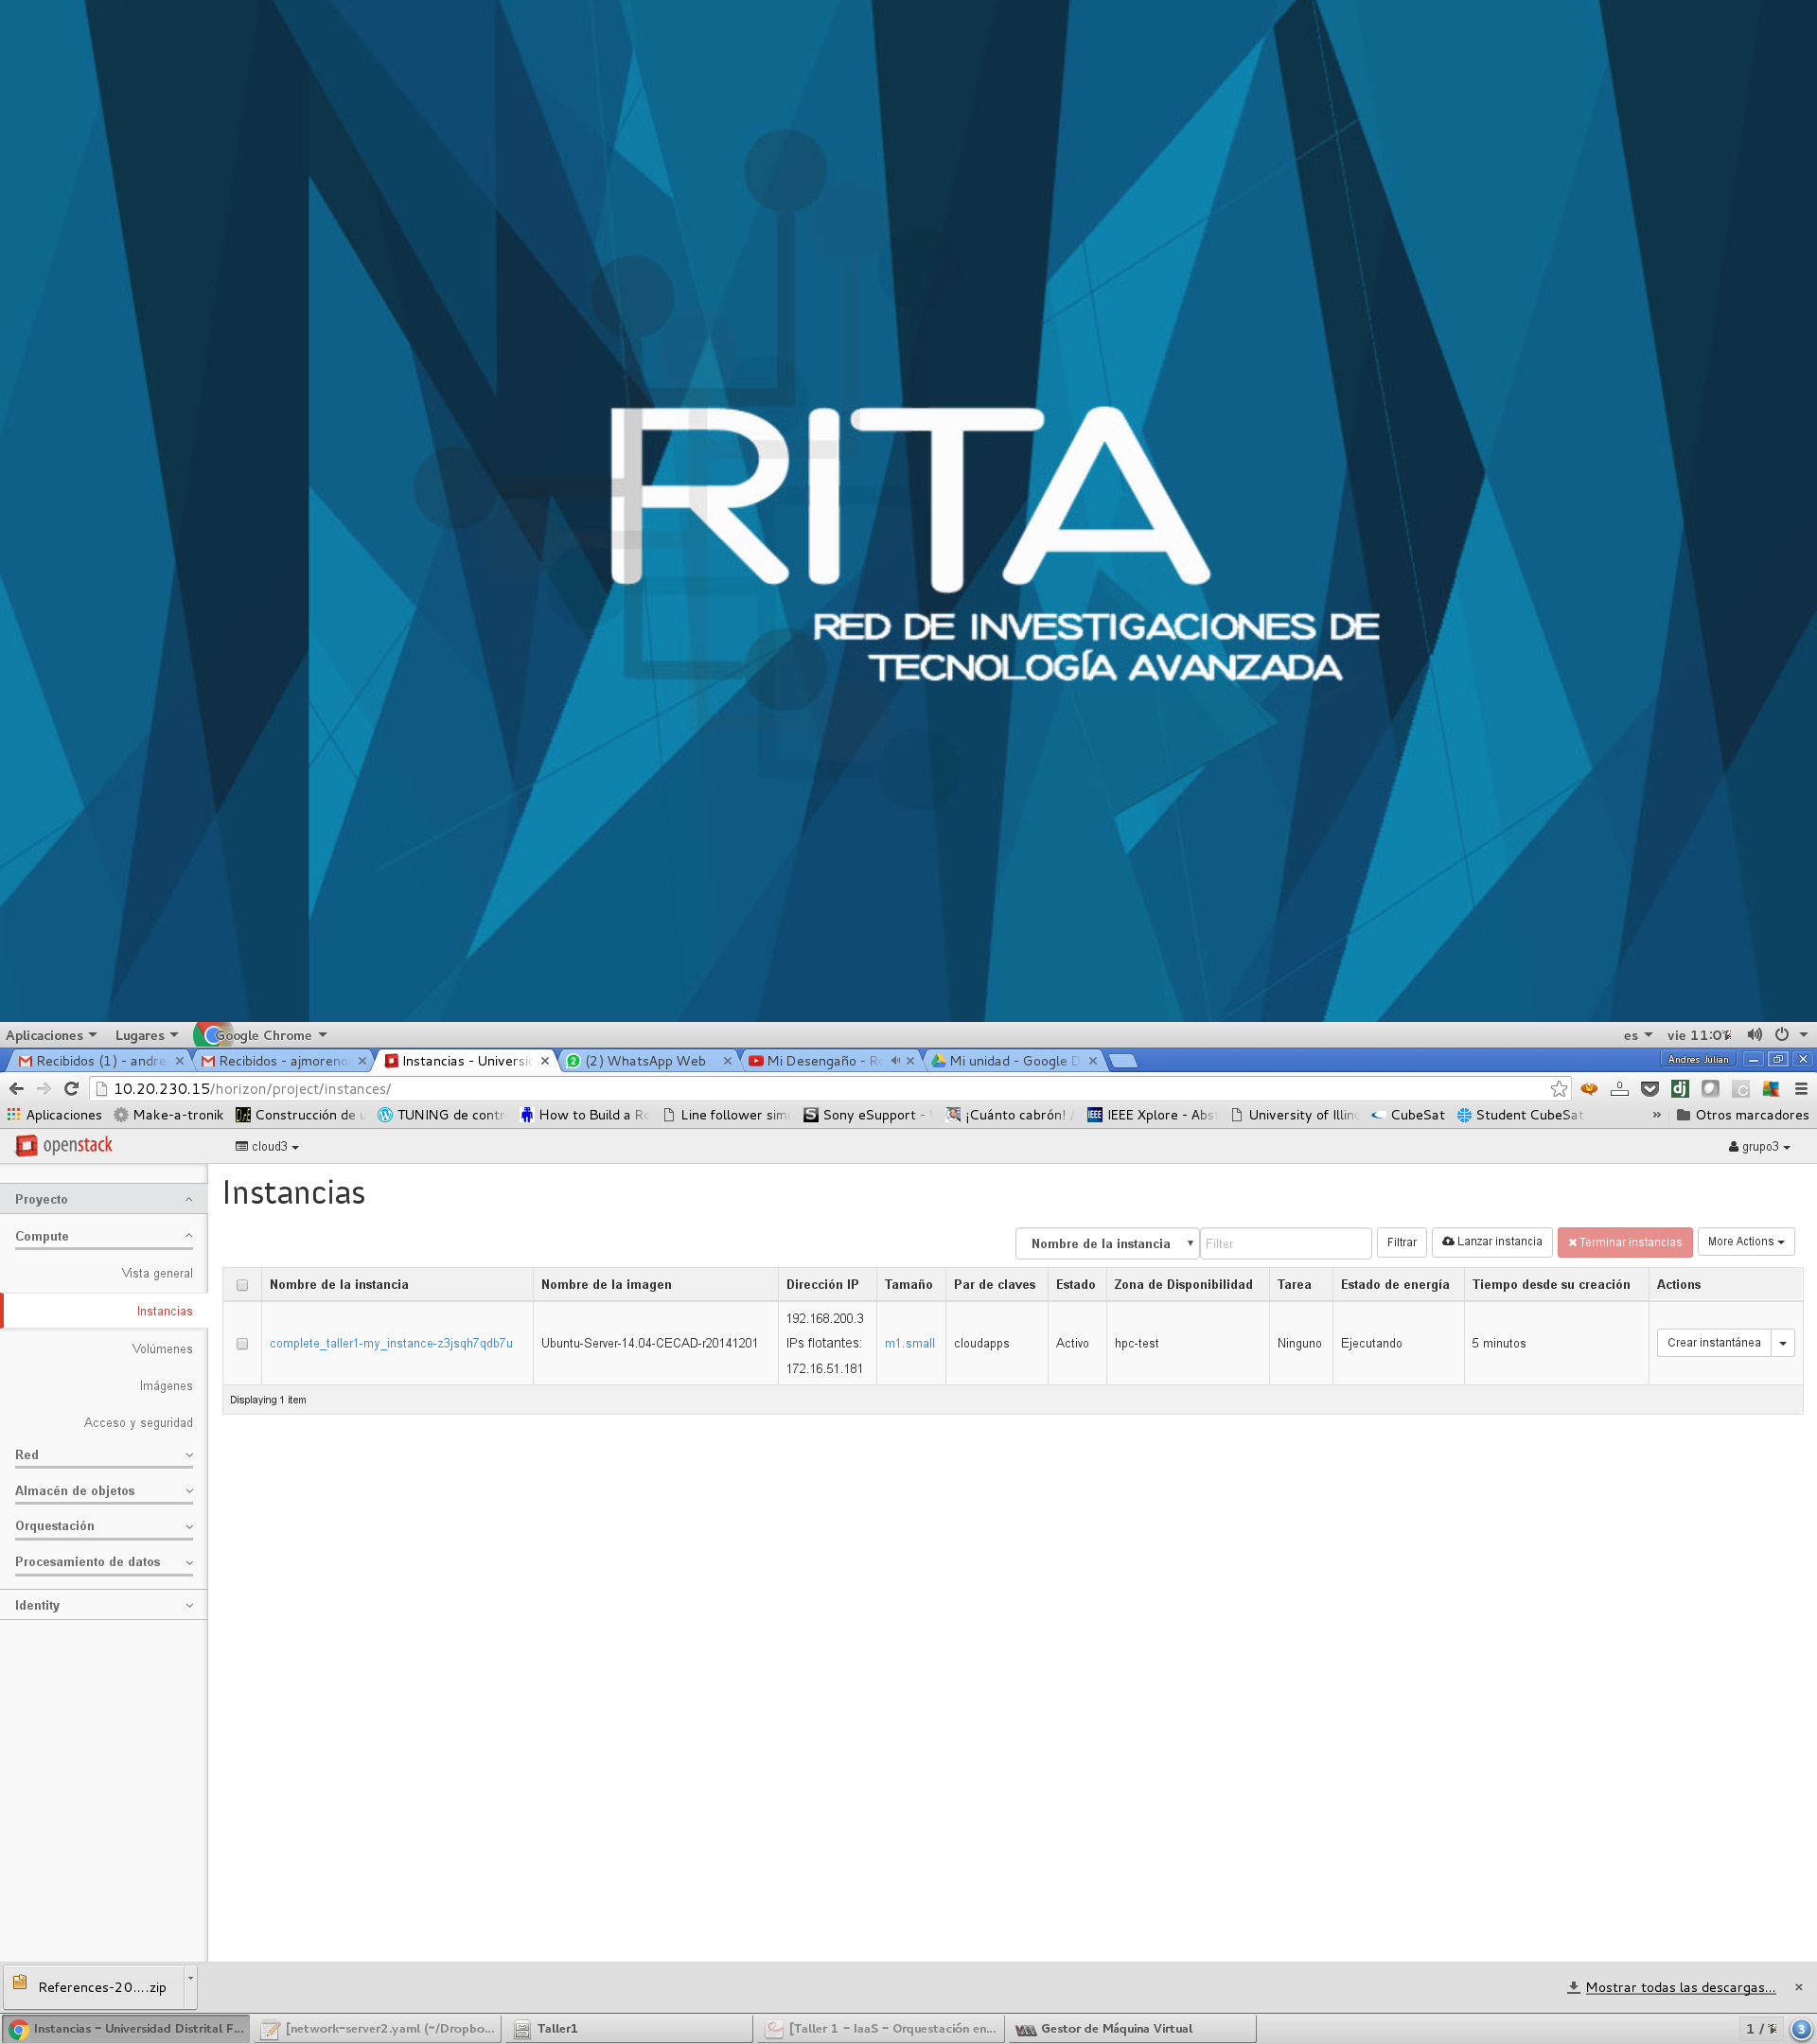 RiTA
RED DE INVESTIGACIONES DE
TECNOLOGÍA AVANZADA
Aplicaciones Lugares Google Chrome es vie 11:0
Recibidos (1) - andre Recibidos - ajmoreno Instancias - Universi (2) WhatsApp Web Mi Desengaño - Ro Mi unidad - Google D Andres Julian
10.20.230.15/horizon/project/instances/
Aplicaciones Make-a-tronik Construcción de u TUNING de contr How to Build a Ro Line follower simu Sony eSupport - ¡Cuánto cabrón! / IEEE Xplore - Abs University of Illin CubeSat Student CubeSat » Otros marcadores
openstack cloud3 grupo3
Proyecto
Compute
Vista general
Instancias
Volúmenes
Imágenes
Acceso y seguridad
Red
Almacén de objetos
Orquestación
Procesamiento de datos
Identity
Instancias
Nombre de la instancia Filter Filtrar Lanzar instancia Terminar instancias More Actions
Nombre de la instancia Nombre de la imagen Dirección IP Tamaño Par de claves Estado Zona de Disponibilidad Tarea Estado de energía Tiempo desde su creación Actions
complete_taller1-my_instance-z3jsqh7qdb7u Ubuntu-Server-14.04-CECAD-r20141201 192.168.200.3 IPs flotantes: 172.16.51.181 m1.small cloudapps Activo hpc-test Ninguno Ejecutando 5 minutos Crear instantánea
Displaying 1 item
References-20....zip Mostrar todas las descargas...
Instancias - Universidad Distrital F... [network-server2.yaml (~/Dropbo... Taller1 [Taller 1 - IaaS - Orquestación en... Gestor de Máquina Virtual 1 / 3